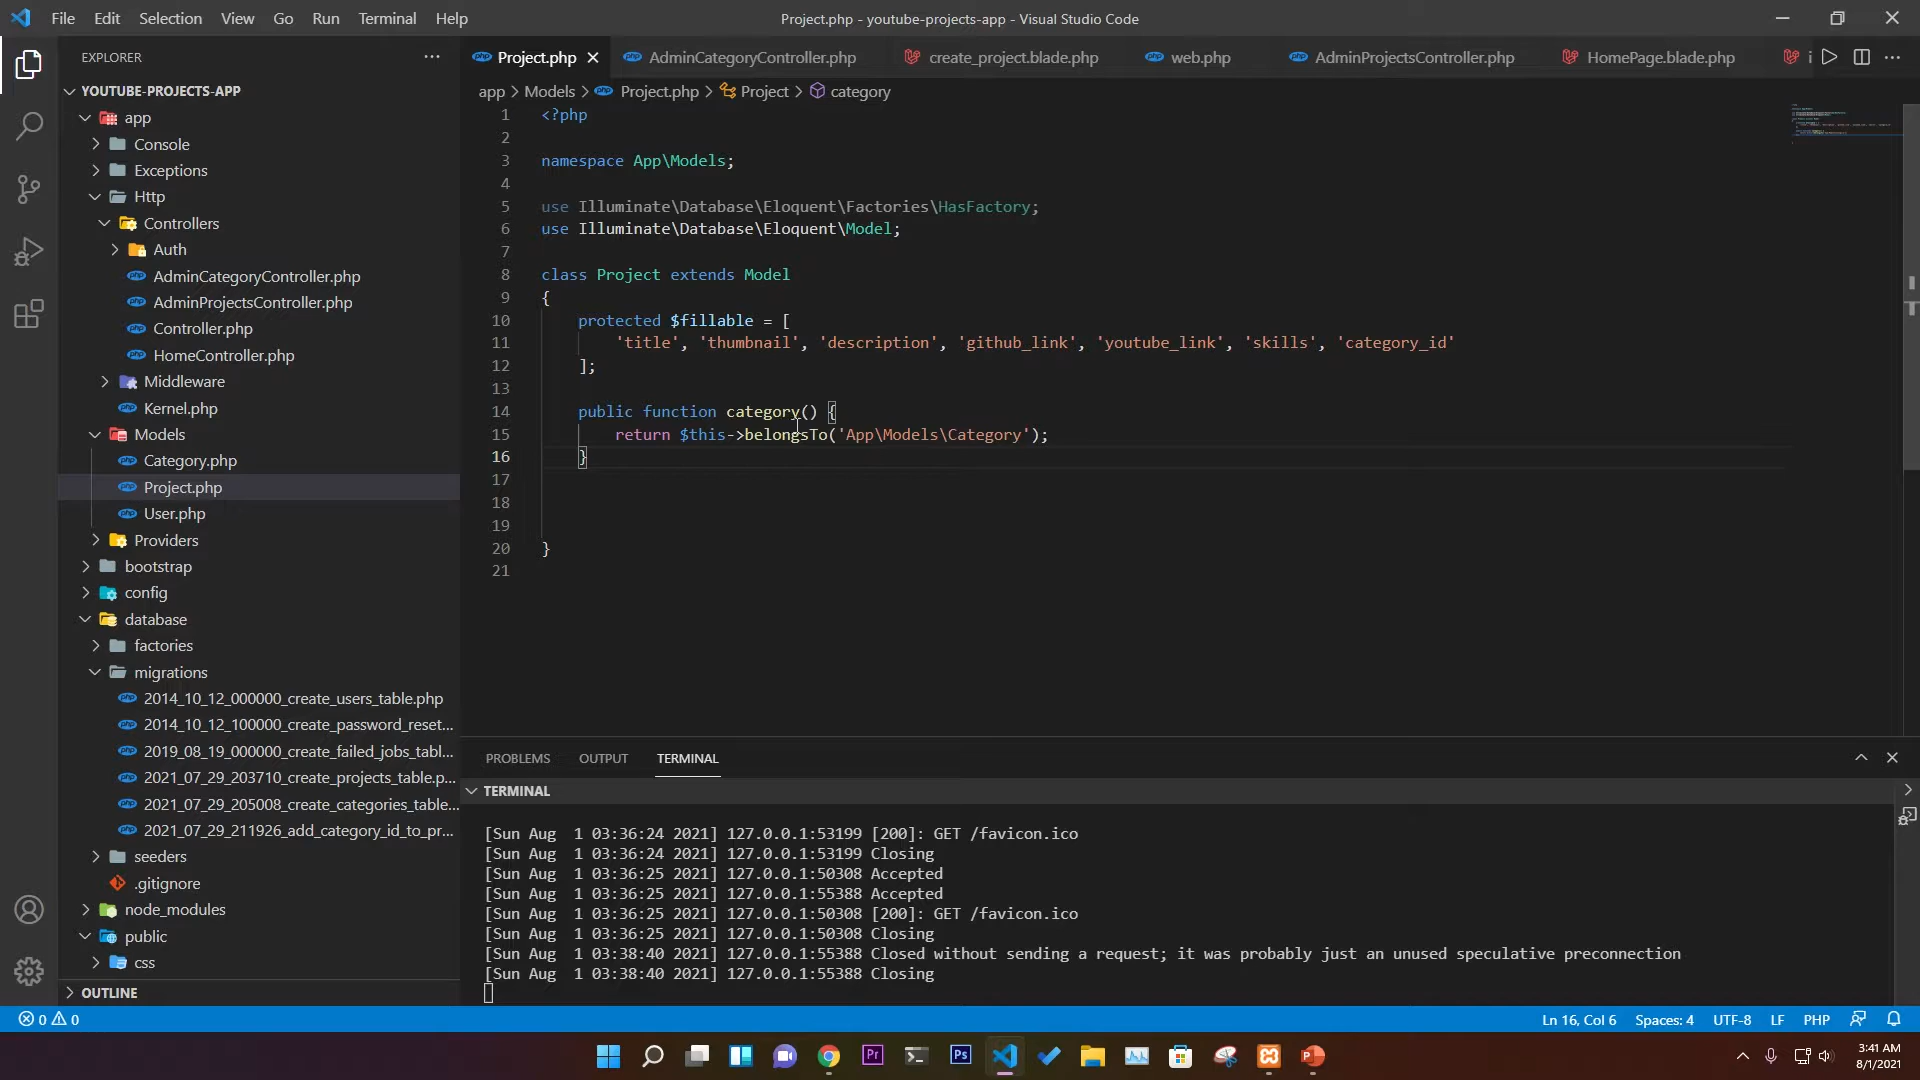 File Edit Selection View Go Run Terminal Help
Project.php - youtube-projects-app - Visual Studio Code
EXPLORER
YOUTUBE-PROJECTS-APP
app
Console
Exceptions
Http
Controllers
Auth
AdminCategoryController.php
AdminProjectsController.php
Controller.php
HomeController.php
Middleware
Kernel.php
Models
Category.php
Project.php
User.php
Providers
bootstrap
config
database
factories
migrations
2014_10_12_000000_create_users_table.php
2014_10_12_100000_create_password_reset...
2019_08_19_000000_create_failed_jobs_tabl...
2021_07_29_203710_create_projects_table.p...
2021_07_29_205008_create_categories_table...
2021_07_29_211926_add_category_id_to_pr...
seeders
.gitignore
node_modules
public
css
OUTLINE
Project.php AdminCategoryController.php create_project.blade.php web.php AdminProjectsController.php HomePage.blade.php i
app > Models > Project.php > Project > category
1 <?php
2
3 namespace App\Models;
4
5 use Illuminate\Database\Eloquent\Factories\HasFactory;
6 use Illuminate\Database\Eloquent\Model;
7
8 class Project extends Model
9 {
10 protected $fillable = [
11 'title', 'thumbnail', 'description', 'github_link', 'youtube_link', 'skills', 'category_id'
12 ];
13
14 public function category() {
15 return $this->belongsTo('App\Models\Category');
16 }
17
18
19
20 }
21
PROBLEMS OUTPUT TERMINAL
TERMINAL
[Sun Aug  1 03:36:24 2021] 127.0.0.1:53199 [200]: GET /favicon.ico
[Sun Aug  1 03:36:24 2021] 127.0.0.1:53199 Closing
[Sun Aug  1 03:36:25 2021] 127.0.0.1:50308 Accepted
[Sun Aug  1 03:36:25 2021] 127.0.0.1:55388 Accepted
[Sun Aug  1 03:36:25 2021] 127.0.0.1:50308 [200]: GET /favicon.ico
[Sun Aug  1 03:36:25 2021] 127.0.0.1:50308 Closing
[Sun Aug  1 03:38:40 2021] 127.0.0.1:55388 Closed without sending a request; it was probably just an unused speculative preconnection
[Sun Aug  1 03:38:40 2021] 127.0.0.1:55388 Closing
0 0
Ln 16, Col 6 Spaces: 4 UTF-8 LF PHP
Pr Ps P
3:41 AM
8/1/2021